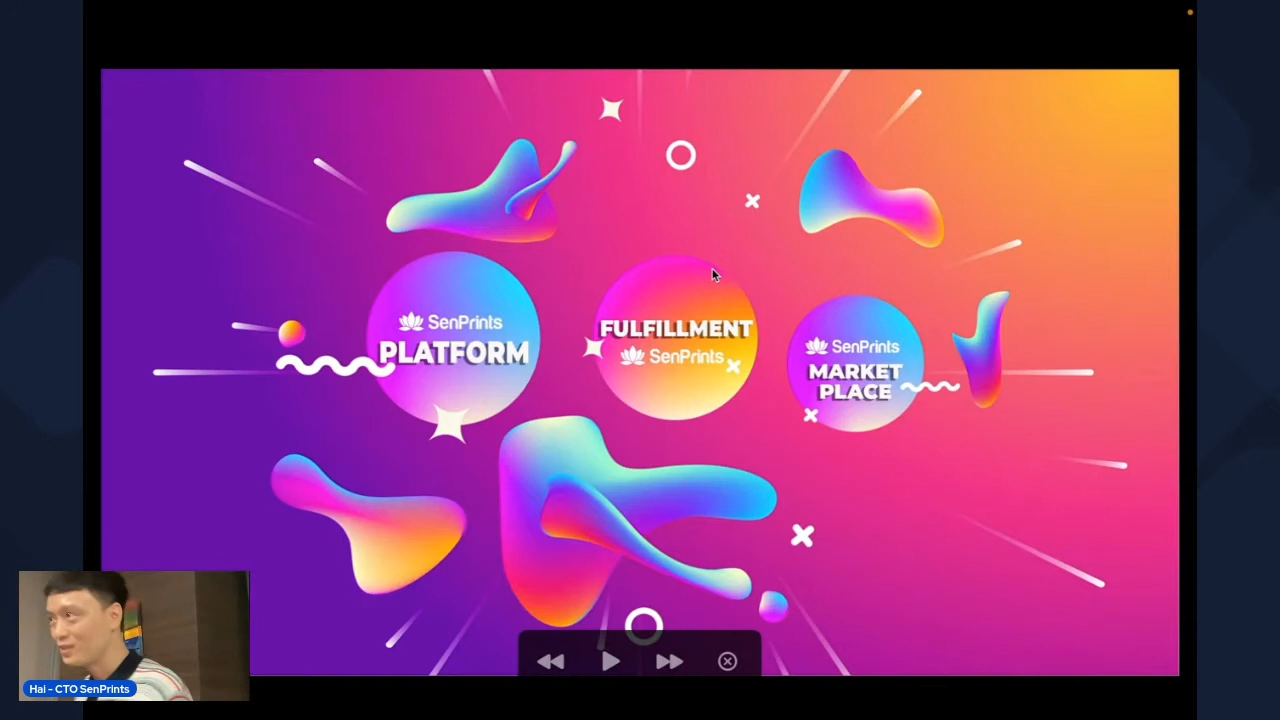 SenPrints
PLATFORM
FULFILLMENT
SenPrints
SenPrints
MARKET
PLACE
Hai - CTO SenPrints